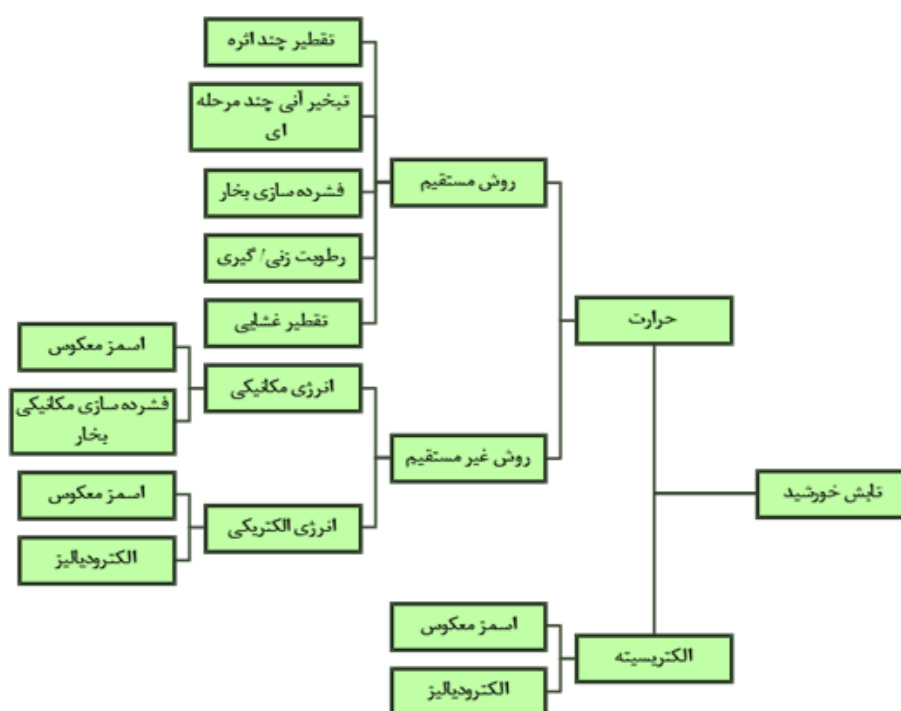 تابش خورشید
حرارت
روش مستقیم
تقطیر چند اثره
تبخیر آنی چند مرحله
ای
فشرده سازی بخار
رطوبت زنی/ گیری
تقطیر غشایی
روش غیر مستقیم
انرژی مکانیکی
اسمز معکوس
فشرده سازی مکانیکی
بخار
انرژی الکتریکی
اسمز معکوس
الکترودیالیز
الکتریسیته
اسمز معکوس
الکترودیالیز